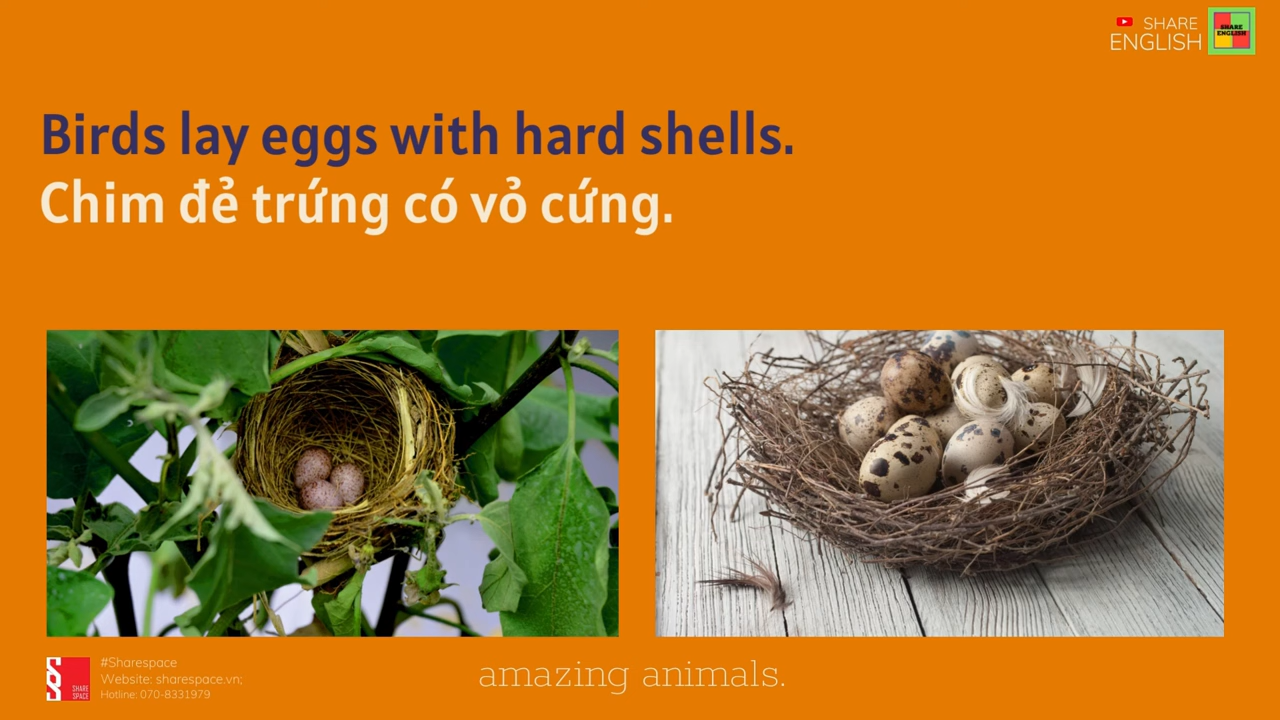 SHARE
ENGLISH
SHARE
ENGLISH
Birds lay eggs with hard shells.
Chim đẻ trứng có vỏ cứng.
#Sharespace
Website: sharespace.vn;
Hotline: 070-8331979
SHARE
SPACE
amazing animals.